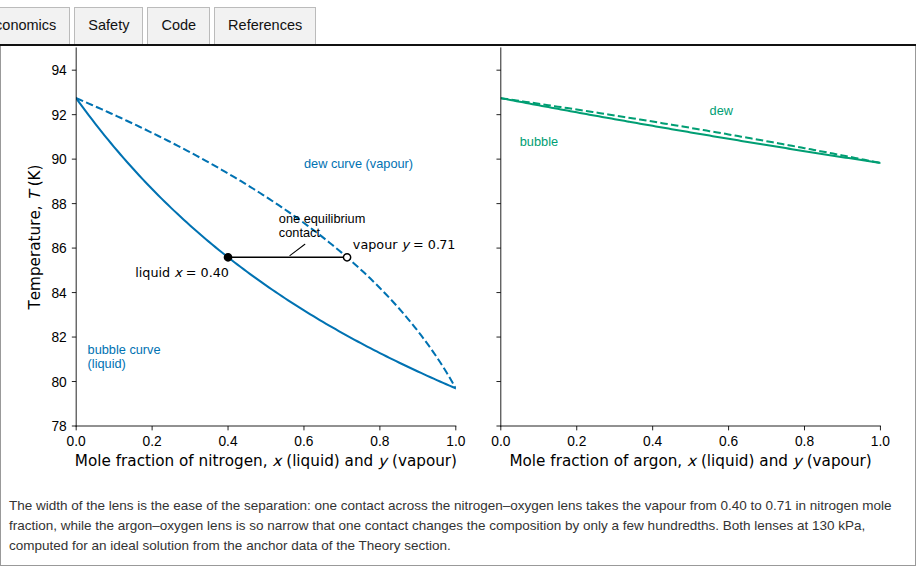 conomics Safety Code References
94
92
90
88
86
84
82
80
78
Temperature, T (K)
dew curve (vapour)
one equilibrium
contact
vapour y = 0.71
liquid x = 0.40
bubble curve
(liquid)
0.0 0.2 0.4 0.6 0.8 1.0
Mole fraction of nitrogen, x (liquid) and y (vapour)
dew
bubble
0.0 0.2 0.4 0.6 0.8 1.0
Mole fraction of argon, x (liquid) and y (vapour)
The width of the lens is the ease of the separation: one contact across the nitrogen–oxygen lens takes the vapour from 0.40 to 0.71 in nitrogen mole
fraction, while the argon–oxygen lens is so narrow that one contact changes the composition by only a few hundredths. Both lenses at 130 kPa,
computed for an ideal solution from the anchor data of the Theory section.